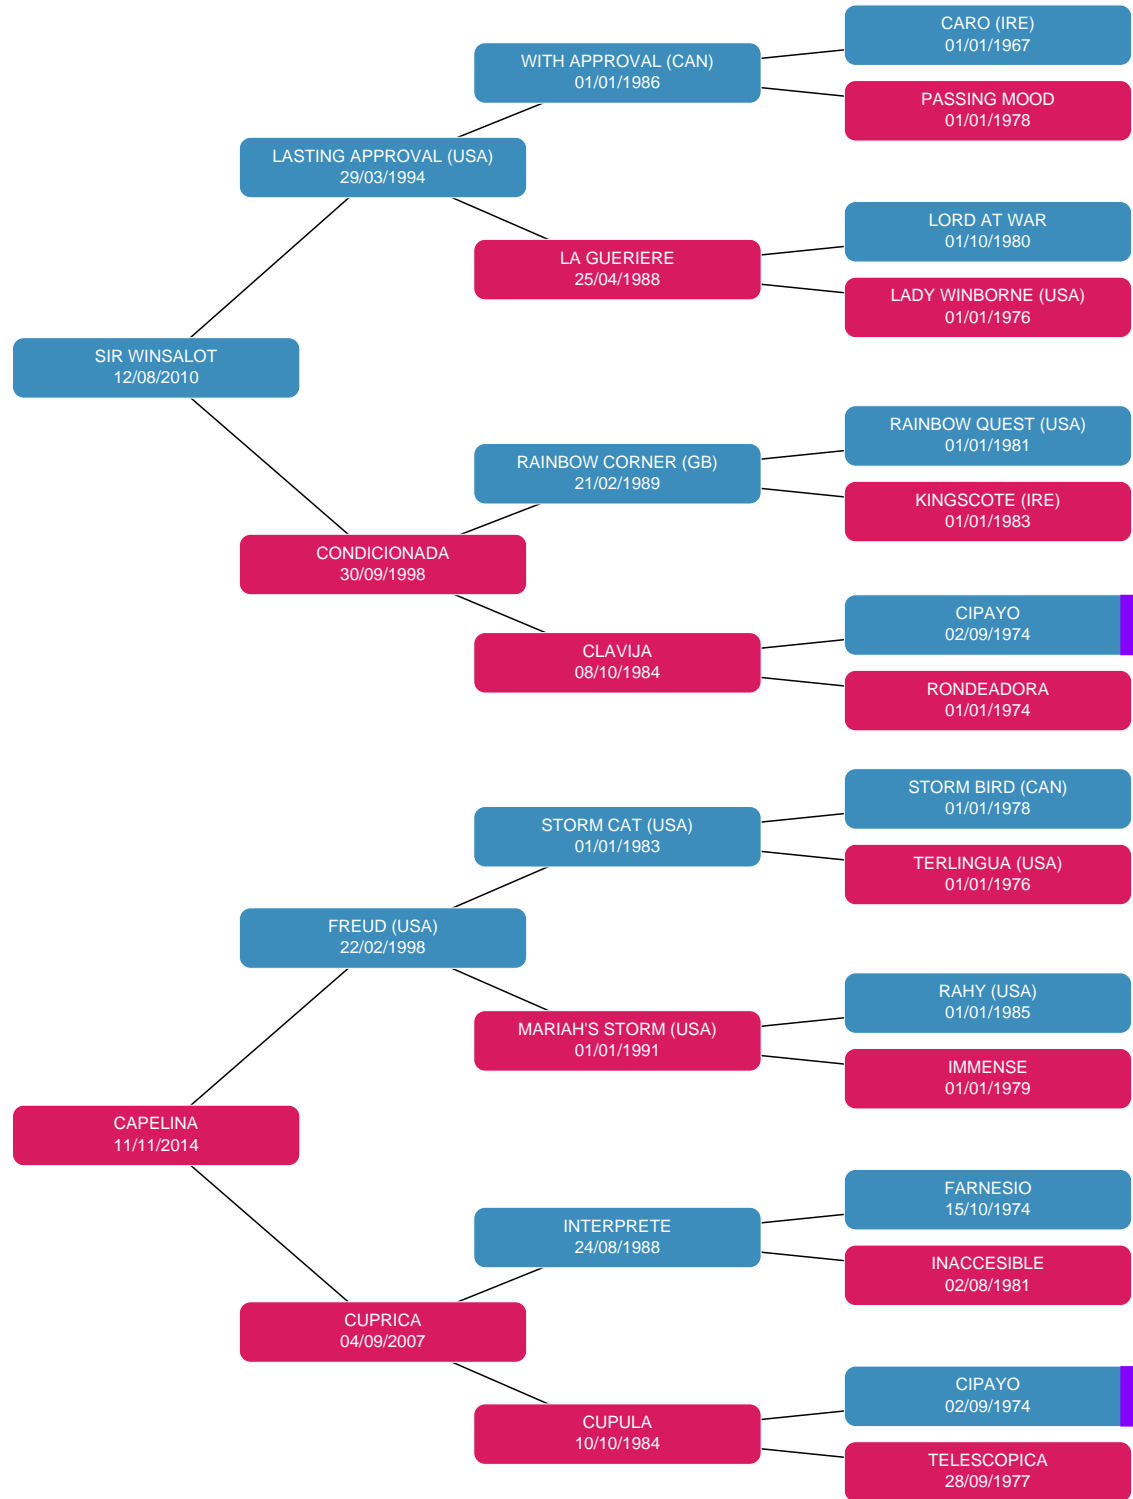 CARO (IRE)
01/01/1967
WITH APPROVAL (CAN)
01/01/1986
PASSING MOOD
01/01/1978
LASTING APPROVAL (USA)
29/03/1994
LORD AT WAR
01/10/1980
LA GUERIERE
25/04/1988
LADY WINBORNE (USA)
01/01/1976
SIR WINSALOT
12/08/2010
RAINBOW QUEST (USA)
01/01/1981
RAINBOW CORNER (GB)
21/02/1989
KINGSCOTE (IRE)
01/01/1983
CONDICIONADA
30/09/1998
CIPAYO
02/09/1974
CLAVIJA
08/10/1984
RONDEADORA
01/01/1974
STORM BIRD (CAN)
01/01/1978
STORM CAT (USA)
01/01/1983
TERLINGUA (USA)
01/01/1976
FREUD (USA)
22/02/1998
RAHY (USA)
01/01/1985
MARIAH'S STORM (USA)
01/01/1991
IMMENSE
01/01/1979
CAPELINA
11/11/2014
FARNESIO
15/10/1974
INTERPRETE
24/08/1988
INACCESIBLE
02/08/1981
CUPRICA
04/09/2007
CIPAYO
02/09/1974
CUPULA
10/10/1984
TELESCOPICA
28/09/1977